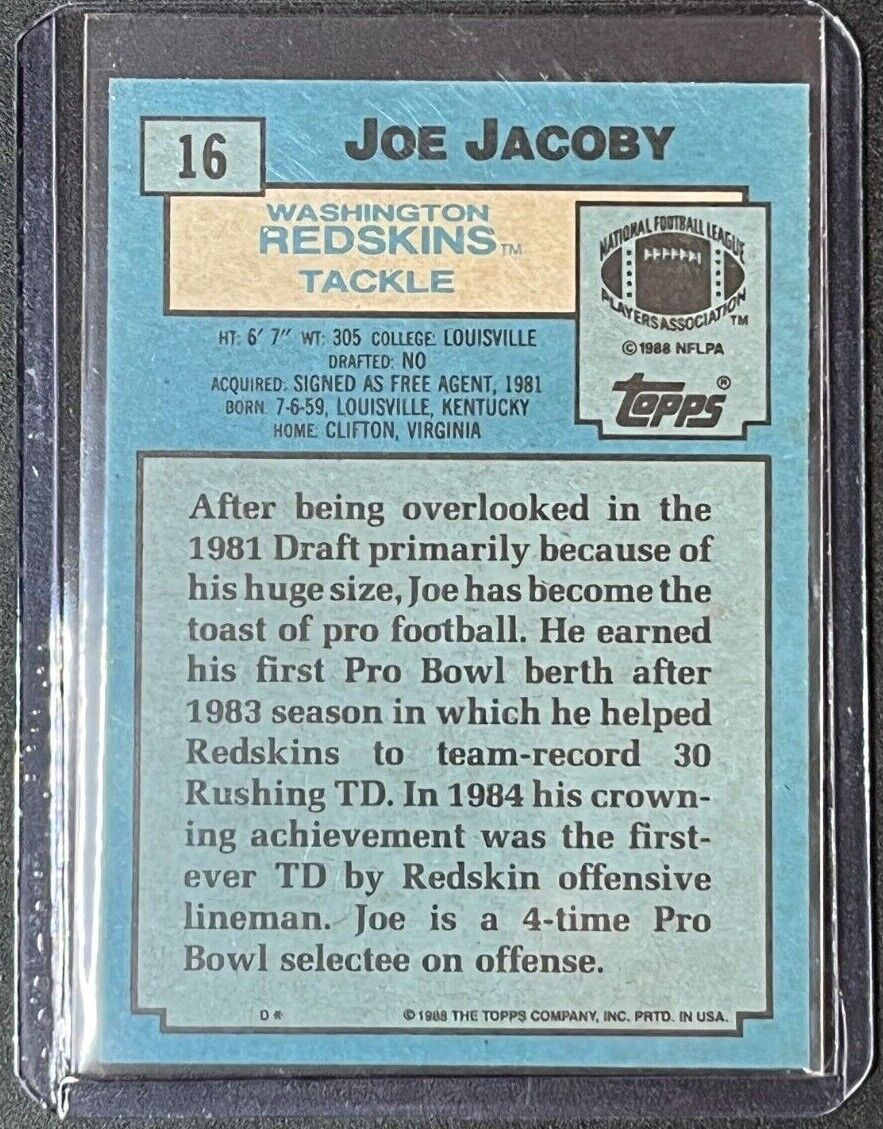 16
JOE JACOBY
WASHINGTON
REDSKINS™
TACKLE
NATIONAL FOOTBALL LEAGUE
PLAYERS ASSOCIATION™
©1988 NFLPA
topps®
HT: 6′ 7″ WT: 305 COLLEGE: LOUISVILLE
DRAFTED: NO
ACQUIRED: SIGNED AS FREE AGENT, 1981
BORN: 7-6-59, LOUISVILLE, KENTUCKY
HOME: CLIFTON, VIRGINIA
After being overlooked in the
1981 Draft primarily because of
his huge size, Joe has become the
toast of pro football. He earned
his first Pro Bowl berth after
1983 season in which he helped
Redskins to team-record 30
Rushing TD. In 1984 his crown-
ing achievement was the first-
ever TD by Redskin offensive
lineman. Joe is a 4-time Pro
Bowl selectee on offense.
D*
©1988 THE TOPPS COMPANY, INC. PRTD. IN USA.